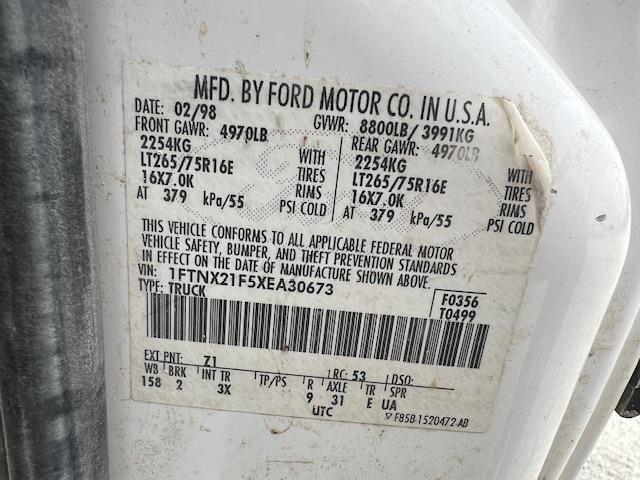 MFD. BY FORD MOTOR CO. IN U.S.A.
DATE: 02/98 GVWR: 8800LB/ 3991KG
FRONT GAWR: 4970LB REAR GAWR: 4970LB
2254KG WITH 2254KG WITH
LT265/75R16E TIRES LT265/75R16E TIRES
16X7.0K RIMS 16X7.0K RIMS
AT 379 kPa/55 PSI COLD AT 379 kPa/55 PSI COLD
THIS VEHICLE CONFORMS TO ALL APPLICABLE FEDERAL MOTOR
VEHICLE SAFETY, BUMPER, AND THEFT PREVENTION STANDARDS
IN EFFECT ON THE DATE OF MANUFACTURE SHOWN ABOVE.
VIN: 1FTNX21F5XEA30673
TYPE: TRUCK
F0356
T0499
EXT PNT: Z1 RC: 53 DSO:
WB BRK INT TR TP/PS R AXLE TR SPR
158 2 3X 9 31 E UA
UTC
F85B-1520472-AB